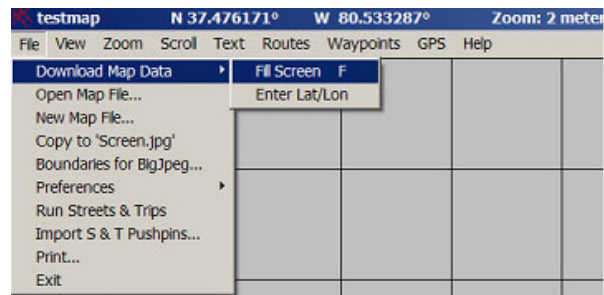 testmap N 37.476171° W 80.533287° Zoom: 2 meter
File View Zoom Scroll Text Routes Waypoints GPS Help
Download Map Data Fill Screen F
Open Map File... Enter Lat/Lon
New Map File...
Copy to 'Screen.jpg'
Boundaries for BigJpeg...
Preferences
Run Streets & Trips
Import S & T Pushpins...
Print...
Exit